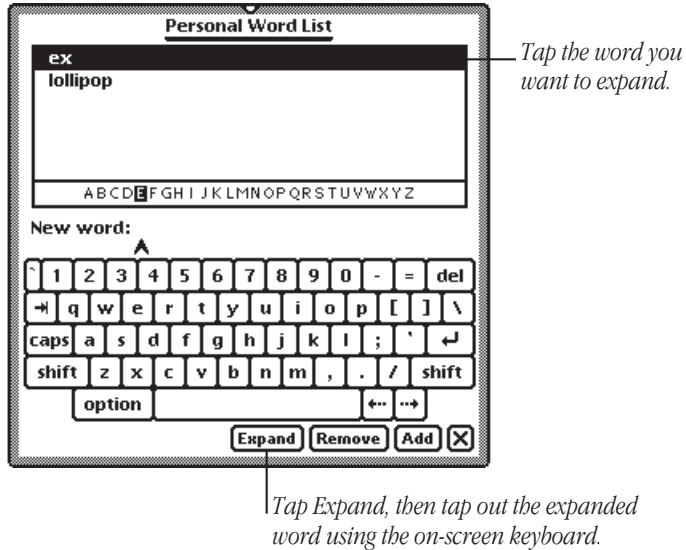 Personal Word List
ex
lollipop
Tap the word you
want to expand.
A B C D E F G H I J K L M N O P Q R S T U V W X Y Z
New word:
` 1 2 3 4 5 6 7 8 9 0 - = del
q w e r t y u i o p [ ] \
caps a s d f g h j k l ; '
shift z x c v b n m , . / shift
option
Expand Remove Add X
Tap Expand, then tap out the expanded
word using the on-screen keyboard.